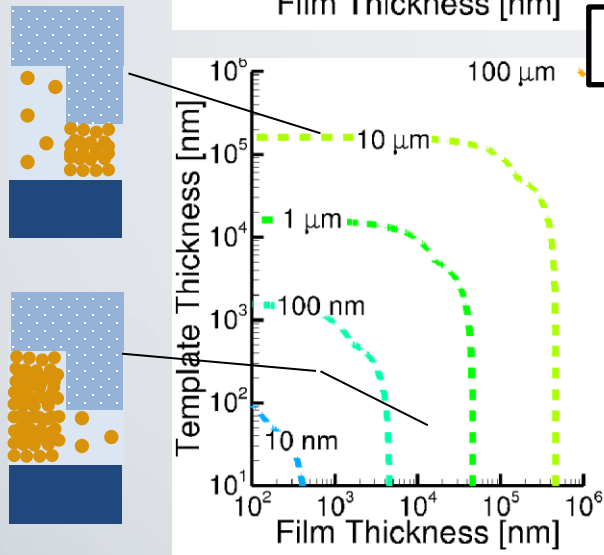 Film Thickness [nm]
10⁶
100 μm
10⁵
10 μm
10⁴
1 μm
10³
100 nm
10²
10 nm
10¹
Template Thickness [nm]
10² 10³ 10⁴ 10⁵ 10⁶
Film Thickness [nm]